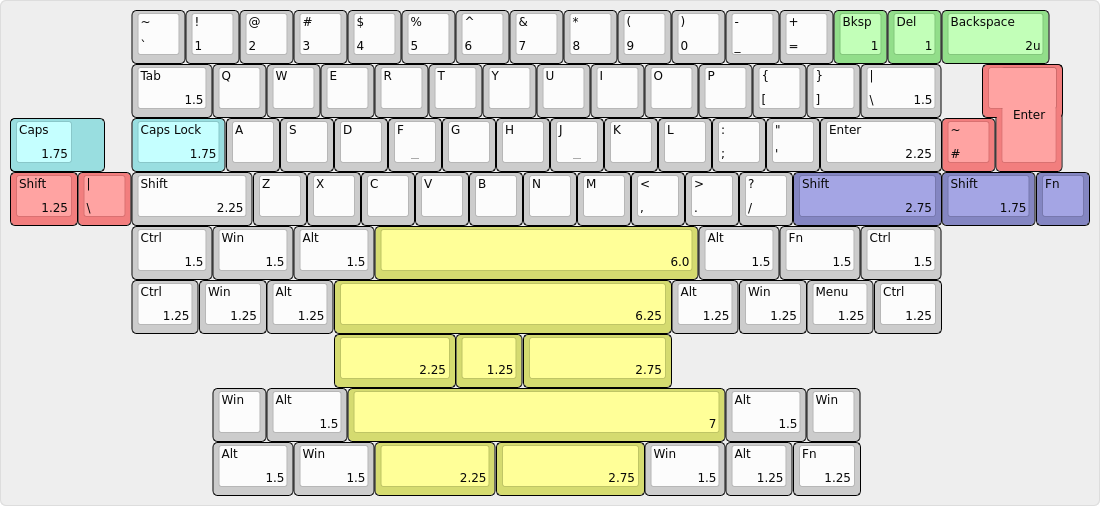 ~ ! @ # $ % ^ & * ( ) - + Bksp Del Backspace
` 1 2 3 4 5 6 7 8 9 0 _ = 1 1 2u
Tab Q W E R T Y U I O P { } |
1.5 [ ] \ 1.5
Enter
Caps Caps Lock A S D F G H J K L : " Enter ~
1.75 1.75 _ _ ; ' 2.25 #
Shift | Shift Z X C V B N M < > ? Shift Shift Fn
1.25 \ 2.25 , . / 2.75 1.75
Ctrl Win Alt Alt Fn Ctrl
1.5 1.5 1.5 6.0 1.5 1.5 1.5
Ctrl Win Alt Alt Win Menu Ctrl
1.25 1.25 1.25 6.25 1.25 1.25 1.25 1.25
2.25 1.25 2.75
Win Alt Alt Win
1.5 7 1.5
Alt Win Win Alt Fn
1.5 1.5 2.25 2.75 1.5 1.25 1.25